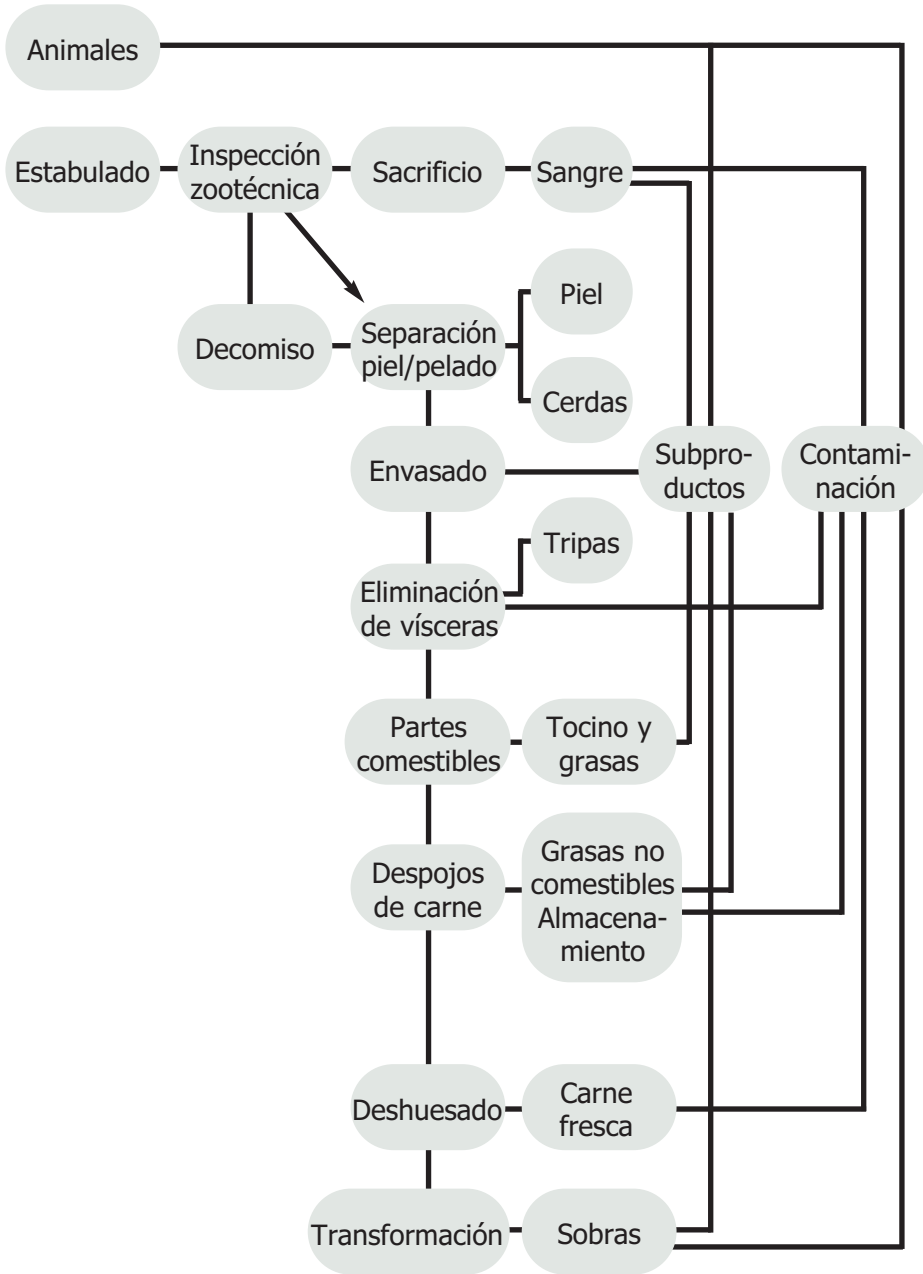 Animales
Estabulado
Inspección
zootécnica
Sacrificio
Sangre
Piel
Decomiso
Separación
piel/pelado
Cerdas
Envasado
Subpro-
ductos
Contami-
nación
Tripas
Eliminación
de vísceras
Partes
comestibles
Tocino y
grasas
Despojos
de carne
Grasas no
comestibles
Almacena-
miento
Deshuesado
Carne
fresca
Transformación
Sobras